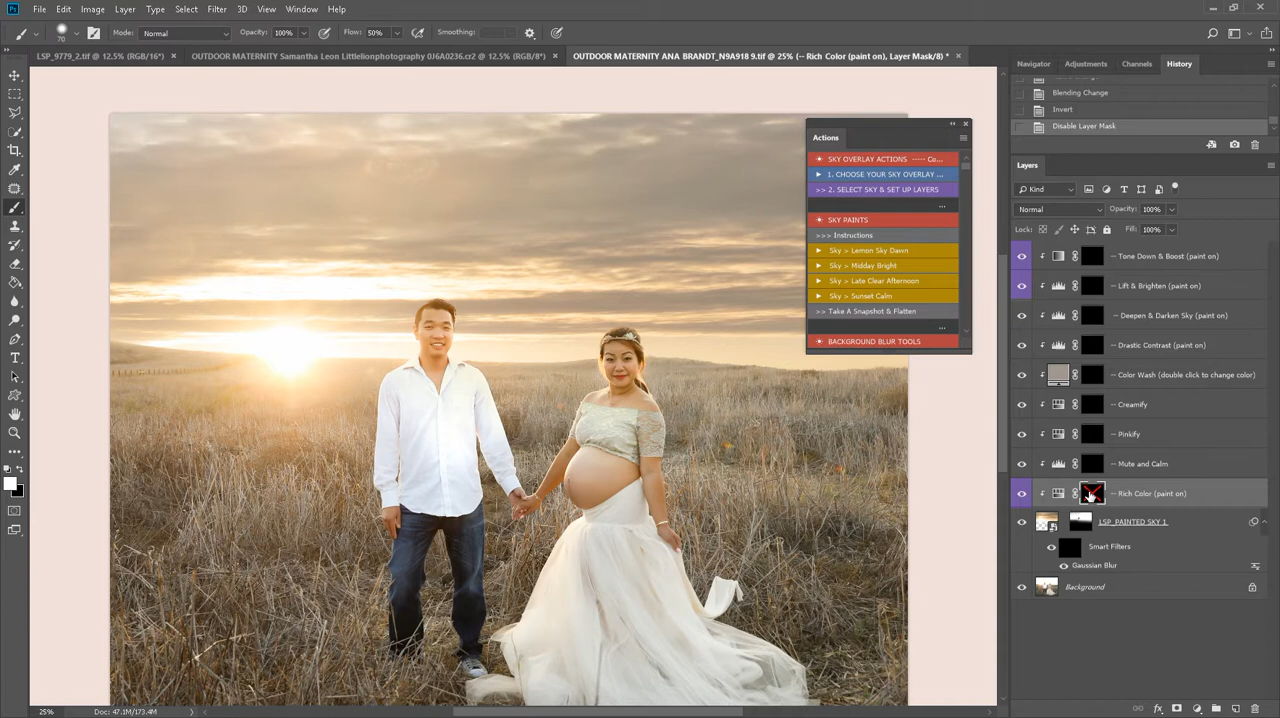 Ps File Edit Image Layer Type Select Filter 3D View Window Help
70 Mode: Normal Opacity: 100% Flow: 50% Smoothing:
LSP_9779_2.tif @ 12.5% (RGB/16*) × OUTDOOR MATERNITY Samantha Leon Littlelionphotography 0J6A0236.cr2 @ 12.5% (RGB/8*) × OUTDOOR MATERNITY ANA BRANDT_N9A918 9.tif @ 25% (-- Rich Color (paint on), Layer Mask/8) * ×
Navigator Adjustments Channels History
Blending Change
Invert
Disable Layer Mask
Actions
SKY OVERLAY ACTIONS ----- Co...
1. CHOOSE YOUR SKY OVERLAY ...
>> 2. SELECT SKY & SET UP LAYERS
...
SKY PAINTS
>>> Instructions
Sky > Lemon Sky Dawn
Sky > Midday Bright
Sky > Late Clear Afternoon
Sky > Sunset Calm
>> Take A Snapshot & Flatten
...
BACKGROUND BLUR TOOLS
Layers
Kind
Normal Opacity: 100%
Lock: Fill: 100%
-- Tone Down & Boost (paint on)
-- Lift & Brighten (paint on)
-- Deepen & Darken Sky (paint on)
-- Drastic Contrast (paint on)
-- Color Wash (double click to change color)
-- Creamify
-- Pinkify
-- Mute and Calm
-- Rich Color (paint on)
LSP_PAINTED SKY 1
Smart Filters
Gaussian Blur
Background
25% Doc: 47.1M/173.4M